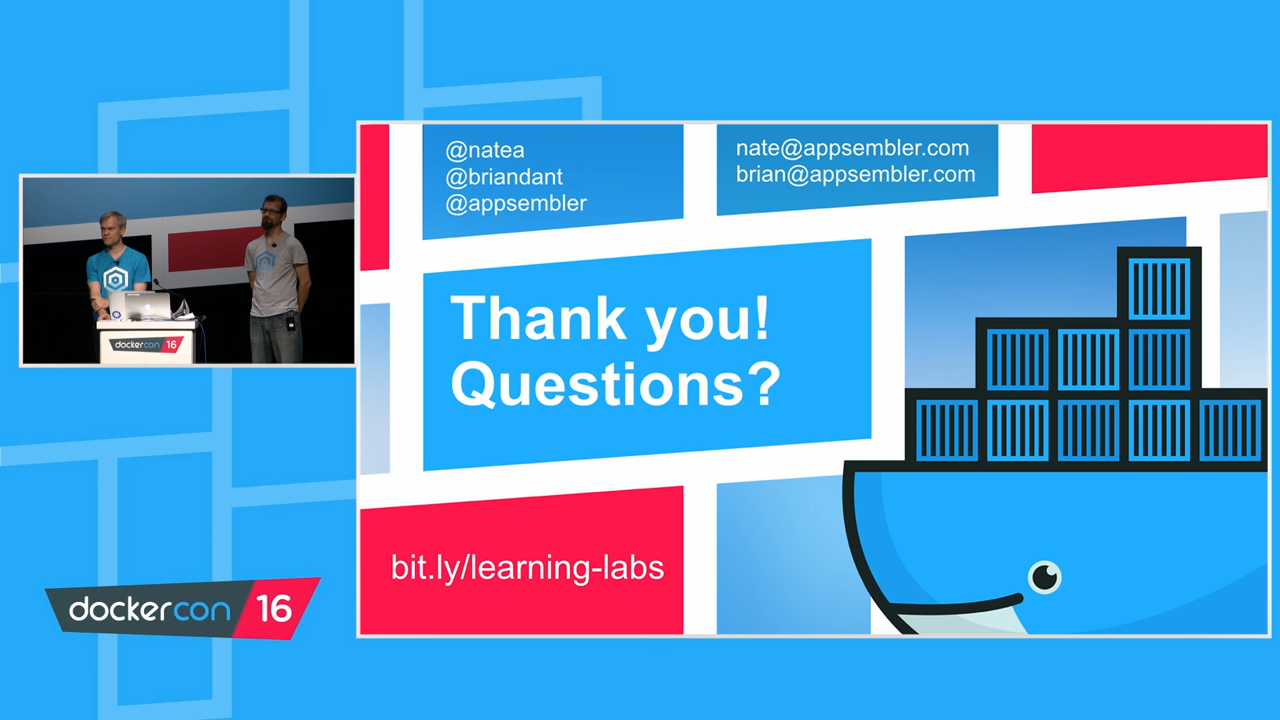 @natea
@briandant
@appsembler
nate@appsembler.com
brian@appsembler.com
Thank you!
Questions?
bit.ly/learning-labs
dockercon 16
dockercon 16